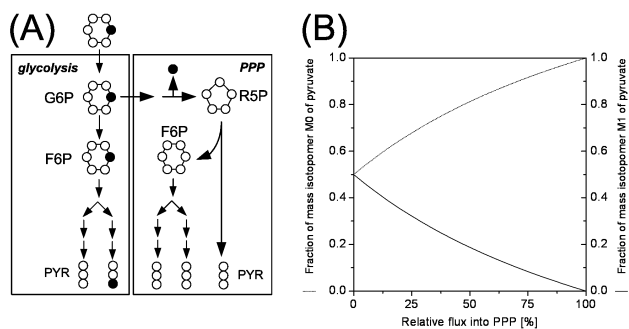 (A)
glycolysis
PPP
G6P
R5P
F6P
F6P
PYR
PYR
(B)
Fraction of mass isotopomer M0 of pyruvate
1.0
0.8
0.6
0.4
0.2
0.0
1.0
0.8
0.6
0.4
0.2
0.0
Fraction of mass isotopomer M1 of pyruvate
0
25
50
75
100
Relative flux into PPP [%]